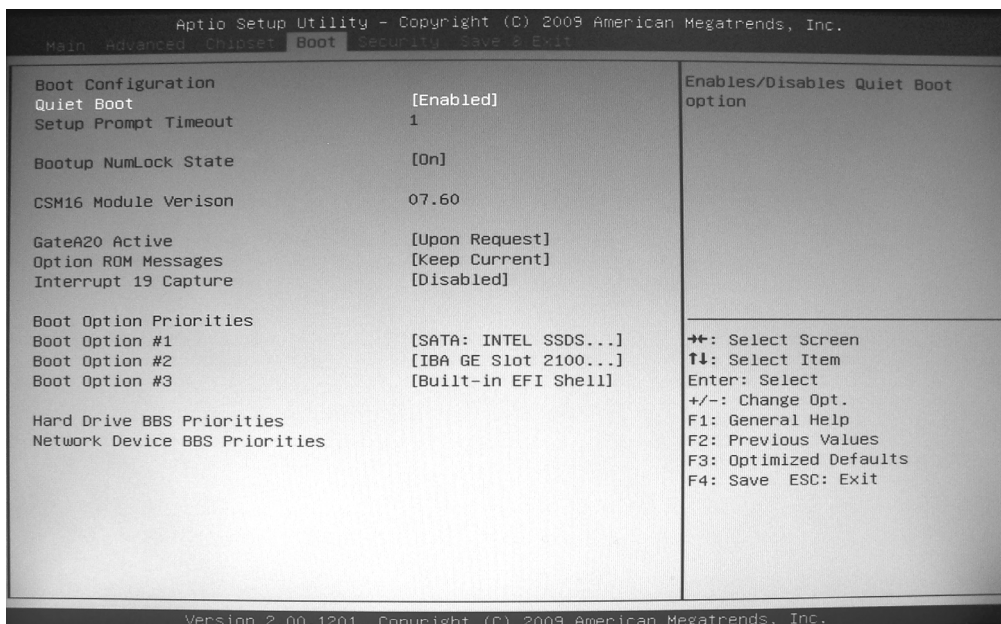 Aptio Setup Utility - Copyright (C) 2009 American Megatrends, Inc.
Main Advanced Chipset Boot Security Save & Exit
Boot Configuration
Quiet Boot [Enabled]
Setup Prompt Timeout 1
Bootup NumLock State [On]
CSM16 Module Verison 07.60
GateA20 Active [Upon Request]
Option ROM Messages [Keep Current]
Interrupt 19 Capture [Disabled]
Boot Option Priorities
Boot Option #1 [SATA: INTEL SSDS...]
Boot Option #2 [IBA GE Slot 2100...]
Boot Option #3 [Built-in EFI Shell]
Hard Drive BBS Priorities
Network Device BBS Priorities
Enables/Disables Quiet Boot
option
→←: Select Screen
↑↓: Select Item
Enter: Select
+/-: Change Opt.
F1: General Help
F2: Previous Values
F3: Optimized Defaults
F4: Save ESC: Exit
Version 2.00.1201. Copyright (C) 2009 American Megatrends, Inc.